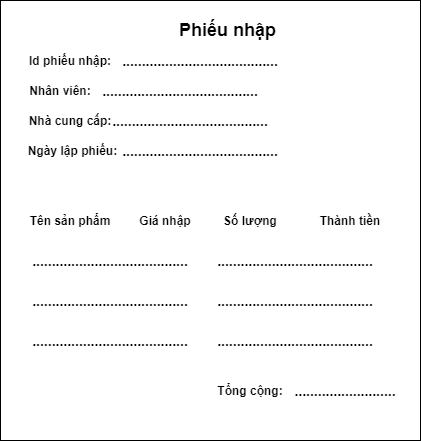 Phiếu nhập
Id phiếu nhập: ........................................
Nhân viên: ........................................
Nhà cung cấp:........................................
Ngày lập phiếu: ........................................
Tên sản phẩm Giá nhập Số lượng Thành tiền
........................................ ........................................
........................................ ........................................
........................................ ........................................
Tổng cộng: ..........................